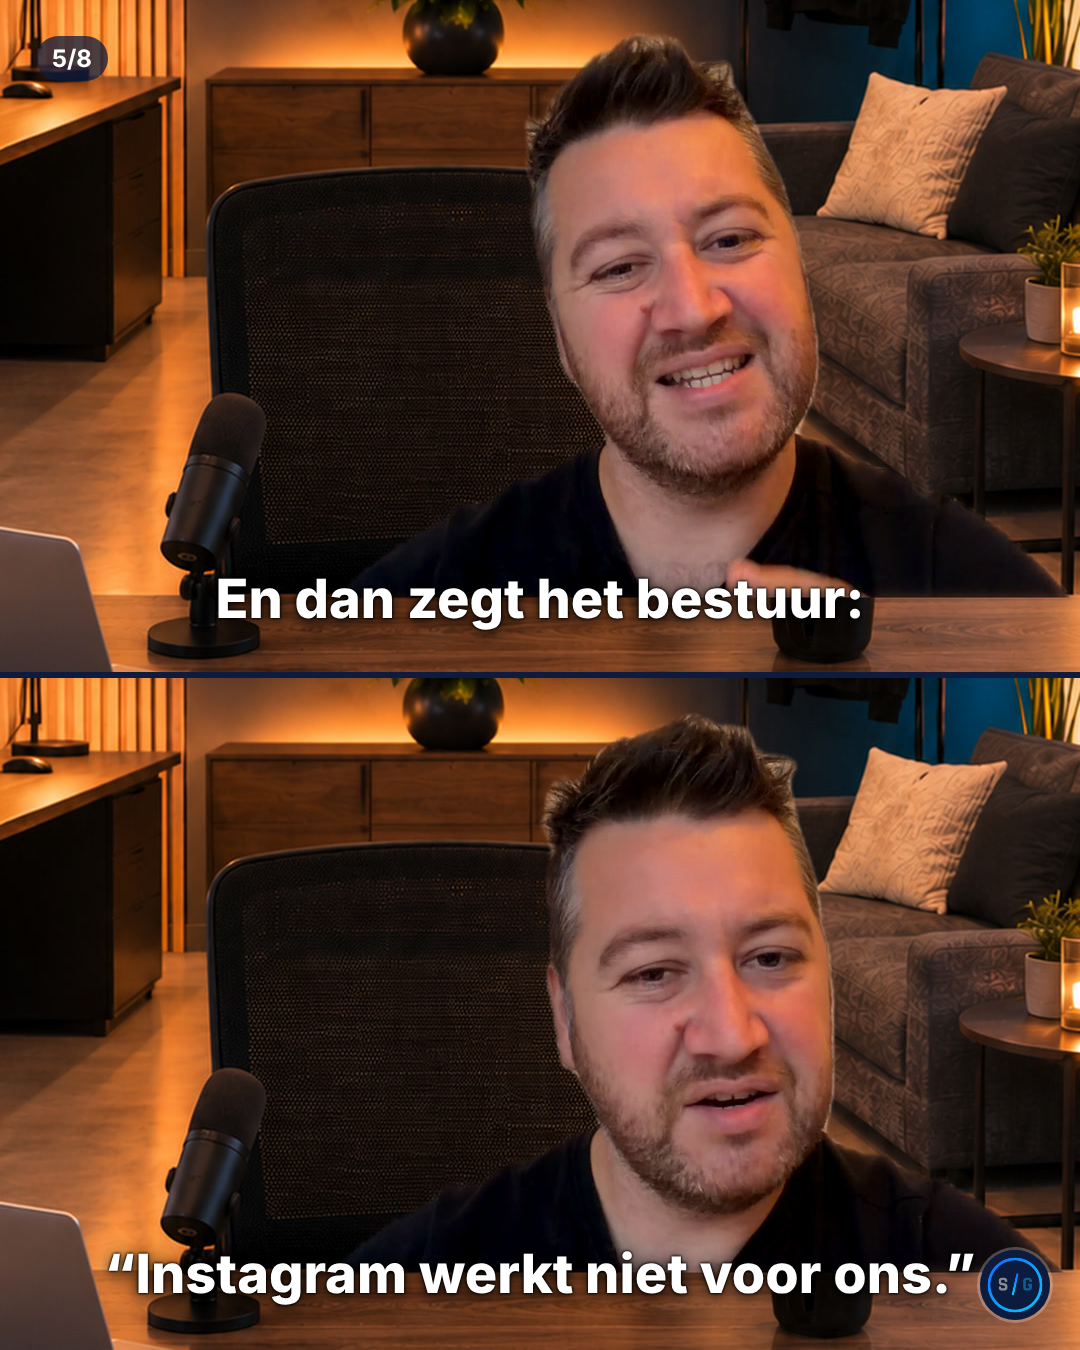 5/8
En dan zegt het bestuur:
“Instagram werkt niet voor ons.”
S/G